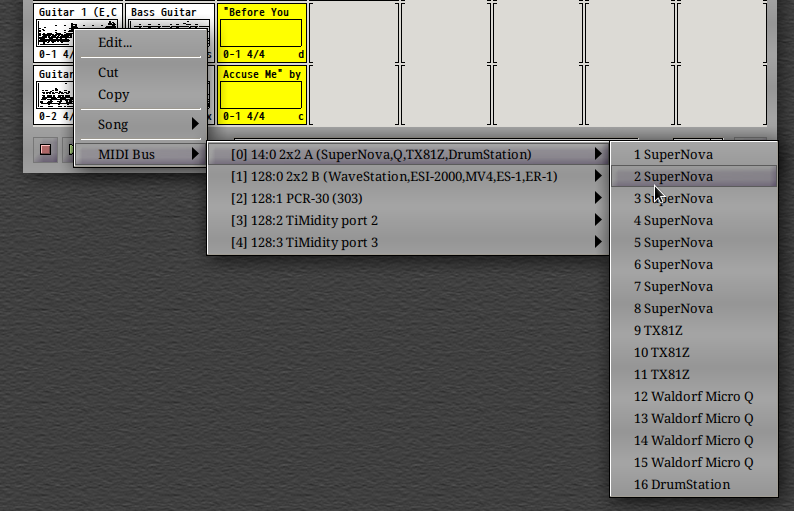 Guitar 1 (E.C
Bass Guitar
"Before You
0-1 4/
0-1 4/4 d
Guitar
Accuse Me" by
0-2 4/
0-1 4/4 c
Edit...
Cut
Copy
Song
MIDI Bus
[0] 14:0 2x2 A (SuperNova,Q,TX81Z,DrumStation)
[1] 128:0 2x2 B (WaveStation,ESI-2000,MV4,ES-1,ER-1)
[2] 128:1 PCR-30 (303)
[3] 128:2 TiMidity port 2
[4] 128:3 TiMidity port 3
1 SuperNova
2 SuperNova
3 SuperNova
4 SuperNova
5 SuperNova
6 SuperNova
7 SuperNova
8 SuperNova
9 TX81Z
10 TX81Z
11 TX81Z
12 Waldorf Micro Q
13 Waldorf Micro Q
14 Waldorf Micro Q
15 Waldorf Micro Q
16 DrumStation